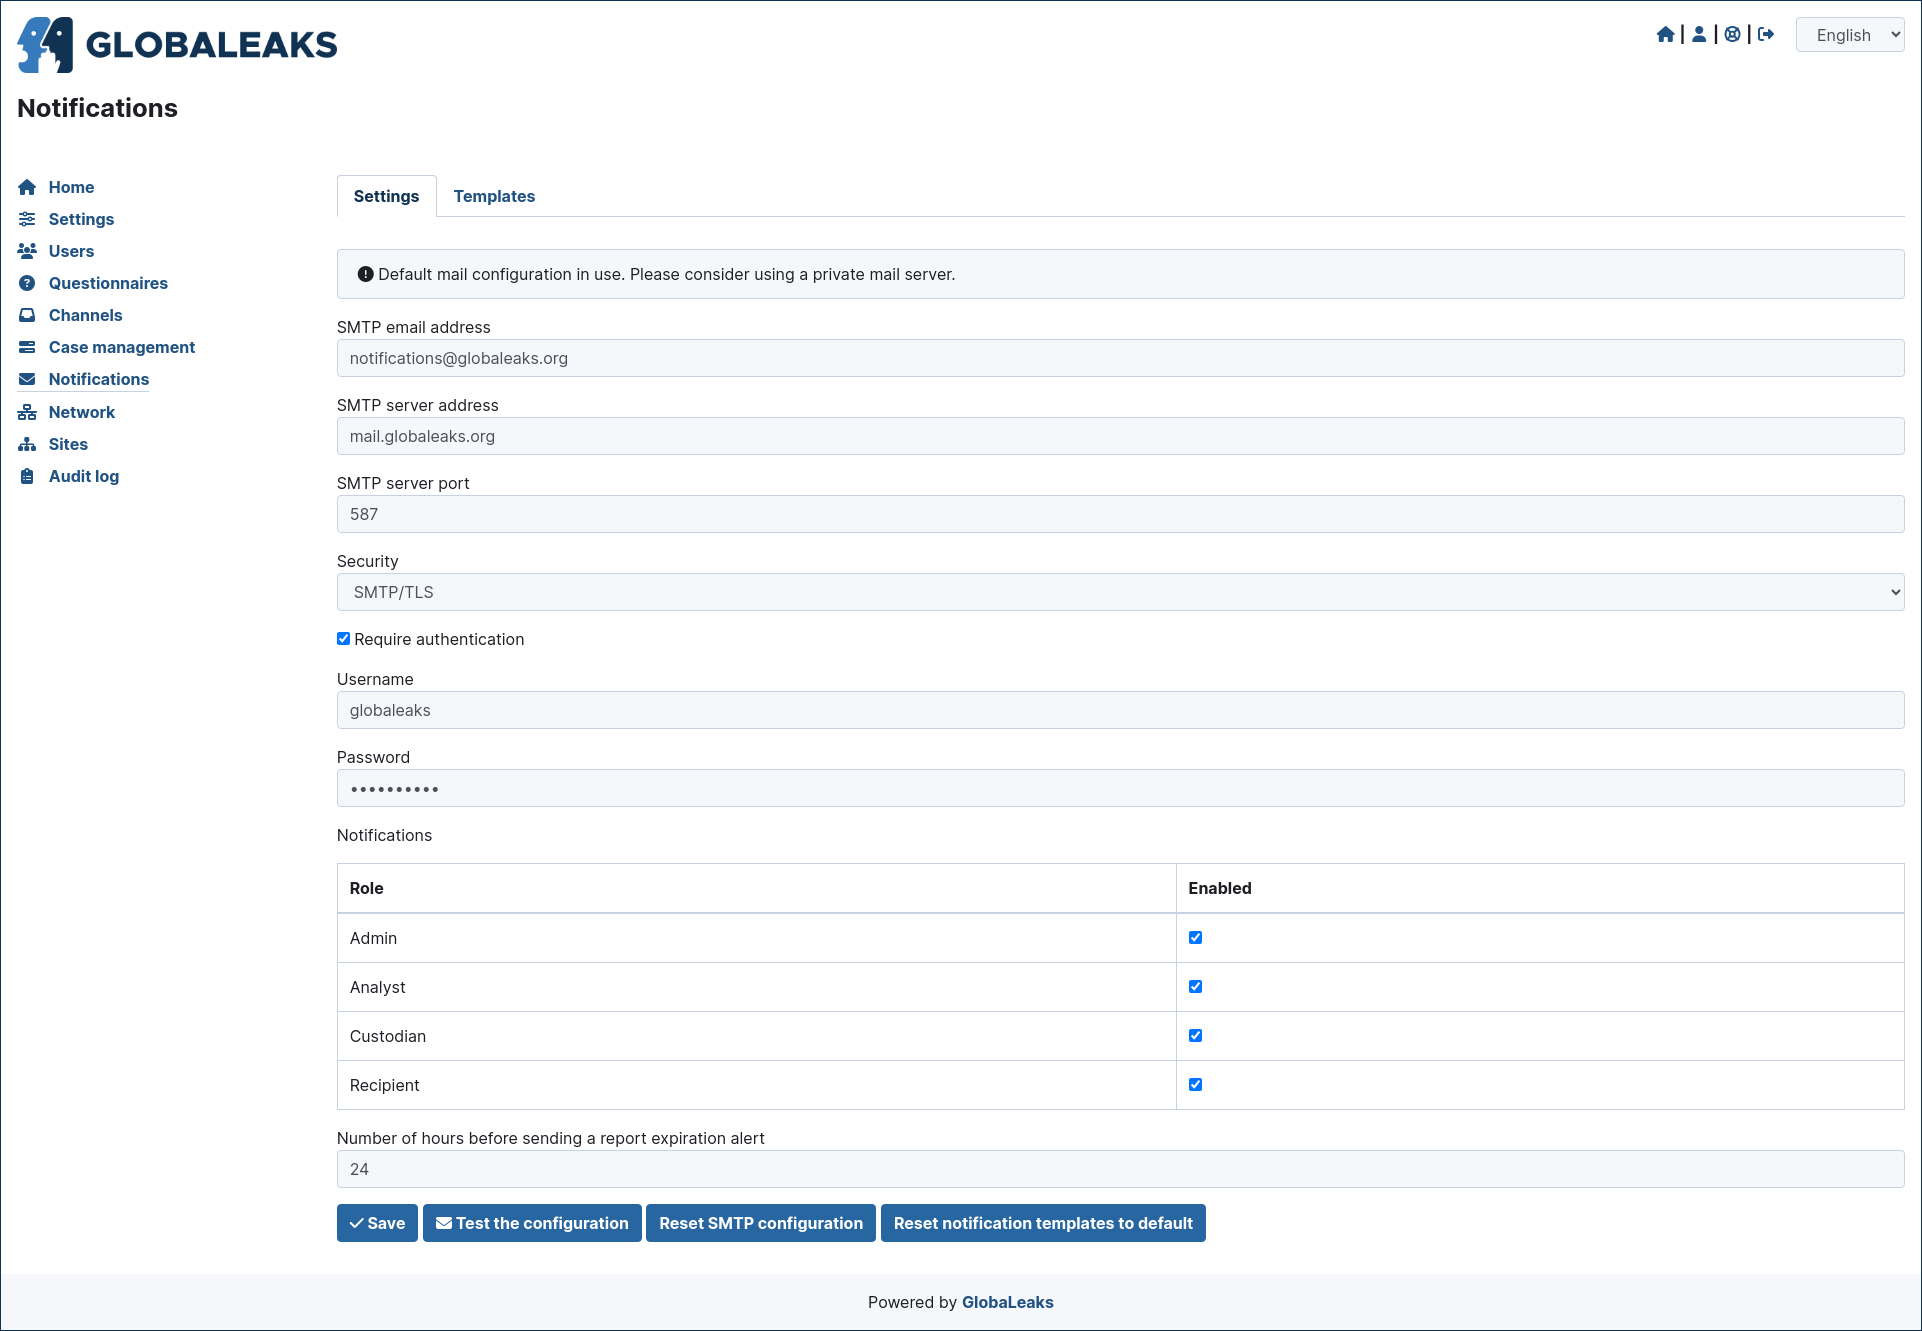 GLOBALEAKS
English
Notifications
Home
Settings
Users
Questionnaires
Channels
Case management
Notifications
Network
Sites
Audit log
Settings Templates
Default mail configuration in use. Please consider using a private mail server.
SMTP email address
notifications@globaleaks.org
SMTP server address
mail.globaleaks.org
SMTP server port
587
Security
SMTP/TLS
Require authentication
Username
globaleaks
Password
••••••••••
Notifications
Role Enabled
Admin
Analyst
Custodian
Recipient
Number of hours before sending a report expiration alert
24
Save Test the configuration Reset SMTP configuration Reset notification templates to default
Powered by GlobaLeaks